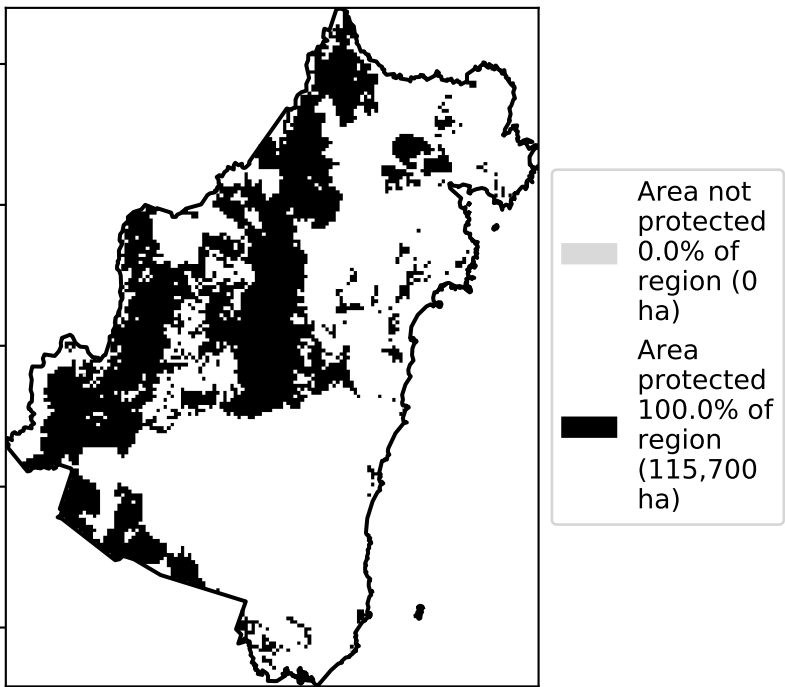 Area not
protected
0.0% of
region (0
ha)
Area
protected
100.0% of
region
(115,700
ha)